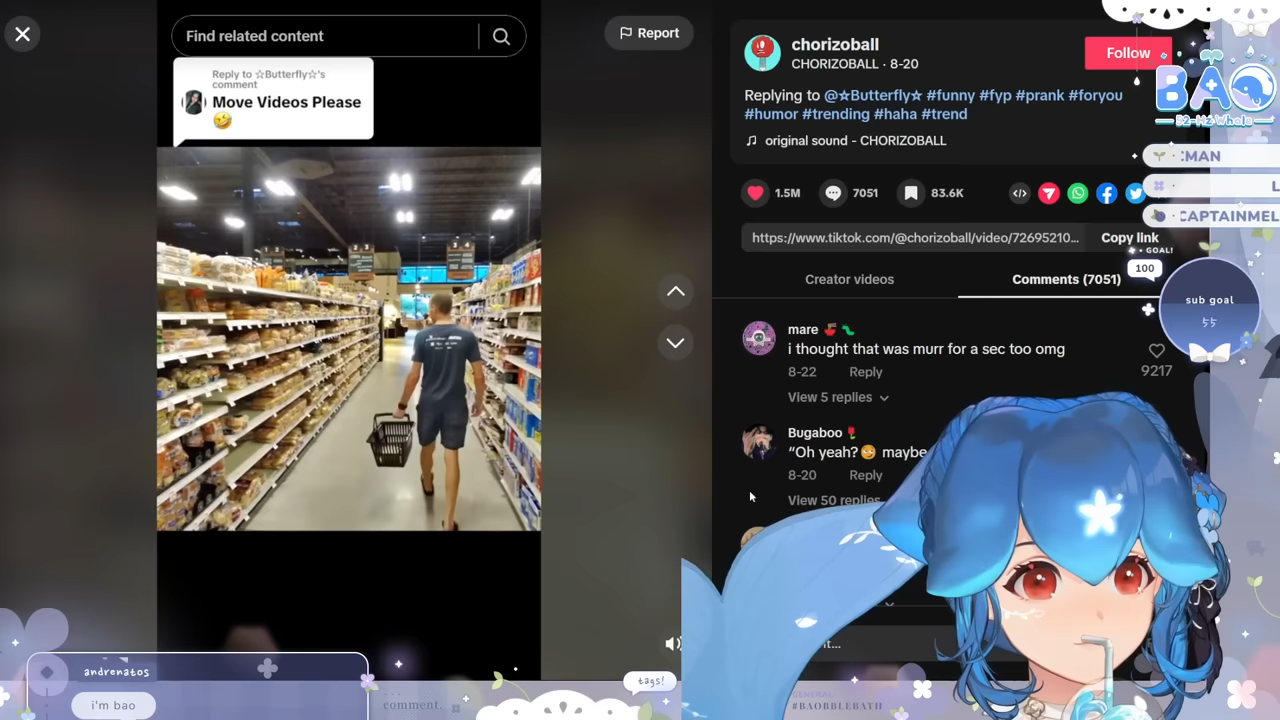 Find related content
Report
Reply to ☆Butterfly☆'s
comment
Move Videos Please
🤣
chorizoball
CHORIZOBALL · 8-20
Follow
Replying to @☆Butterfly☆ #funny #fyp #prank #foryou
#humor #trending #haha #trend
original sound - CHORIZOBALL
1.5M
7051
83.6K
https://www.tiktok.com/@chorizoball/video/72695210...
Copy link
Creator videos
Comments (7051)
mare
i thought that was murr for a sec too omg
8-22 Reply
9217
View 5 replies
Bugaboo
“Oh yeah? maybe
8-20 Reply
View 50 replies
BAO
52-Hz Whale
MAN
L
CAPTAINMEL
GOAL!
100
sub goal
55
andrenatos
i'm bao
comment.
tags!
GENERAL
#BAOBBLEBATH